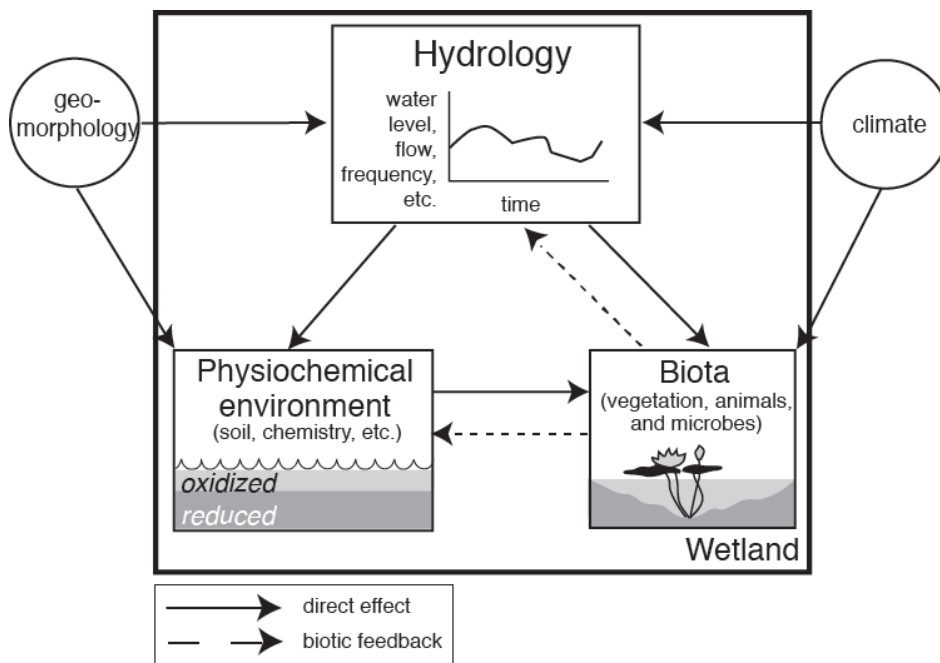 Hydrology
water
level,
flow,
frequency,
etc.
time
geo-
morphology
climate
Physiochemical
environment
(soil, chemistry, etc.)
oxidized
reduced
Biota
(vegetation, animals,
and microbes)
Wetland
direct effect
biotic feedback